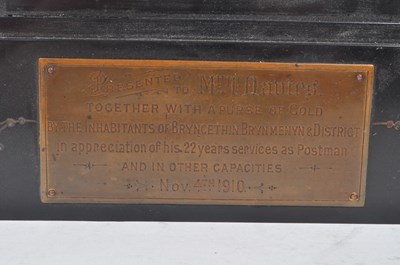 PRESENTED TO Mr T.
TOGETHER WITH A PURSE OF GOLD
BY THE INHABITANTS OF BRYNCETHIN BRYNMENYN & DISTRICT
in appreciation of his 22 years services as Postman
AND IN OTHER CAPACITIES
Nov. 4TH 1910